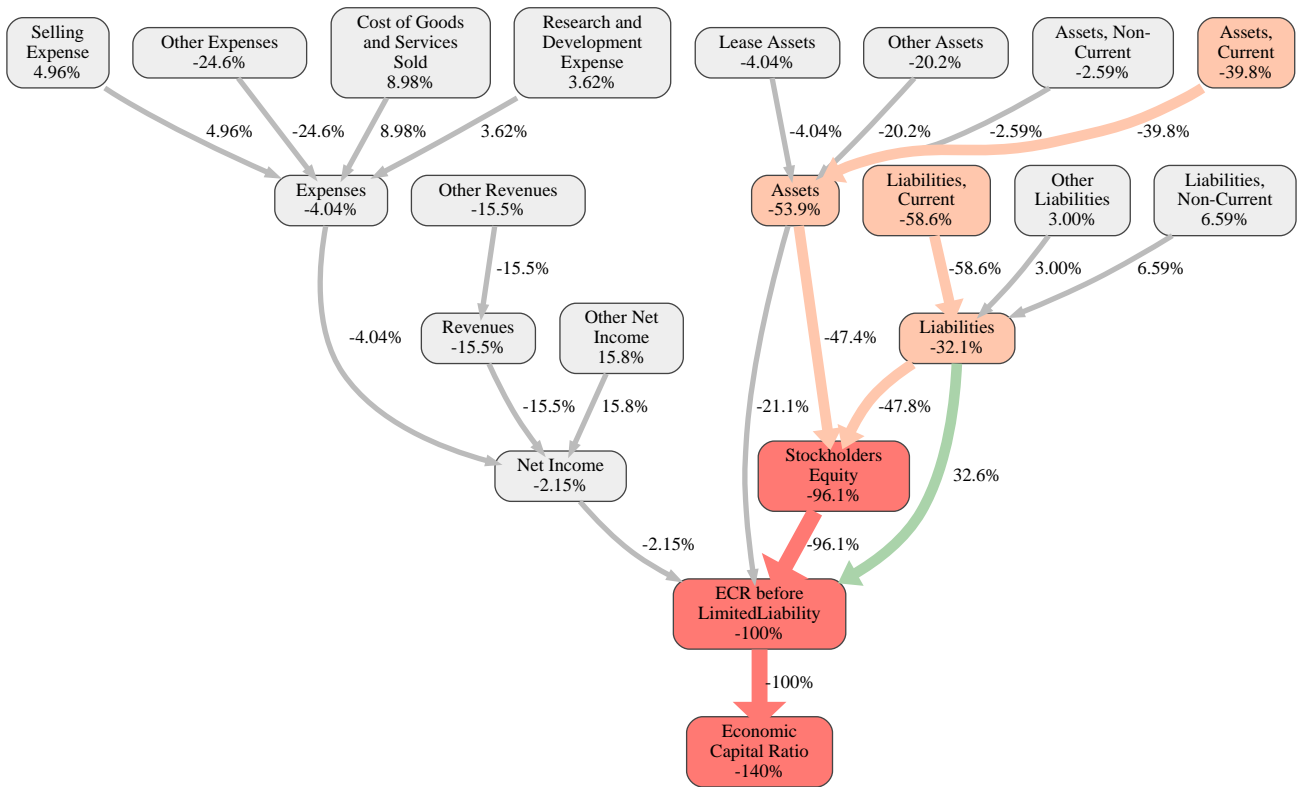 Selling
Expense
4.96%
Other Expenses
-24.6%
Cost of Goods
and Services
Sold
8.98%
Research and
Development
Expense
3.62%
Lease Assets
-4.04%
Other Assets
-20.2%
Assets, Non-
Current
-2.59%
Assets,
Current
-39.8%
4.96%
-24.6%
8.98%
3.62%
-4.04%
-20.2%
-2.59%
-39.8%
Expenses
-4.04%
Other Revenues
-15.5%
Assets
-53.9%
Liabilities,
Current
-58.6%
Other
Liabilities
3.00%
Liabilities,
Non-Current
6.59%
-15.5%
-58.6%
3.00%
6.59%
Revenues
-15.5%
Other Net
Income
15.8%
Liabilities
-32.1%
-4.04%
-47.4%
-15.5%
15.8%
-21.1%
-47.8%
Net Income
-2.15%
Stockholders
Equity
-96.1%
32.6%
-2.15%
-96.1%
ECR before
LimitedLiability
-100%
-100%
Economic
Capital Ratio
-140%